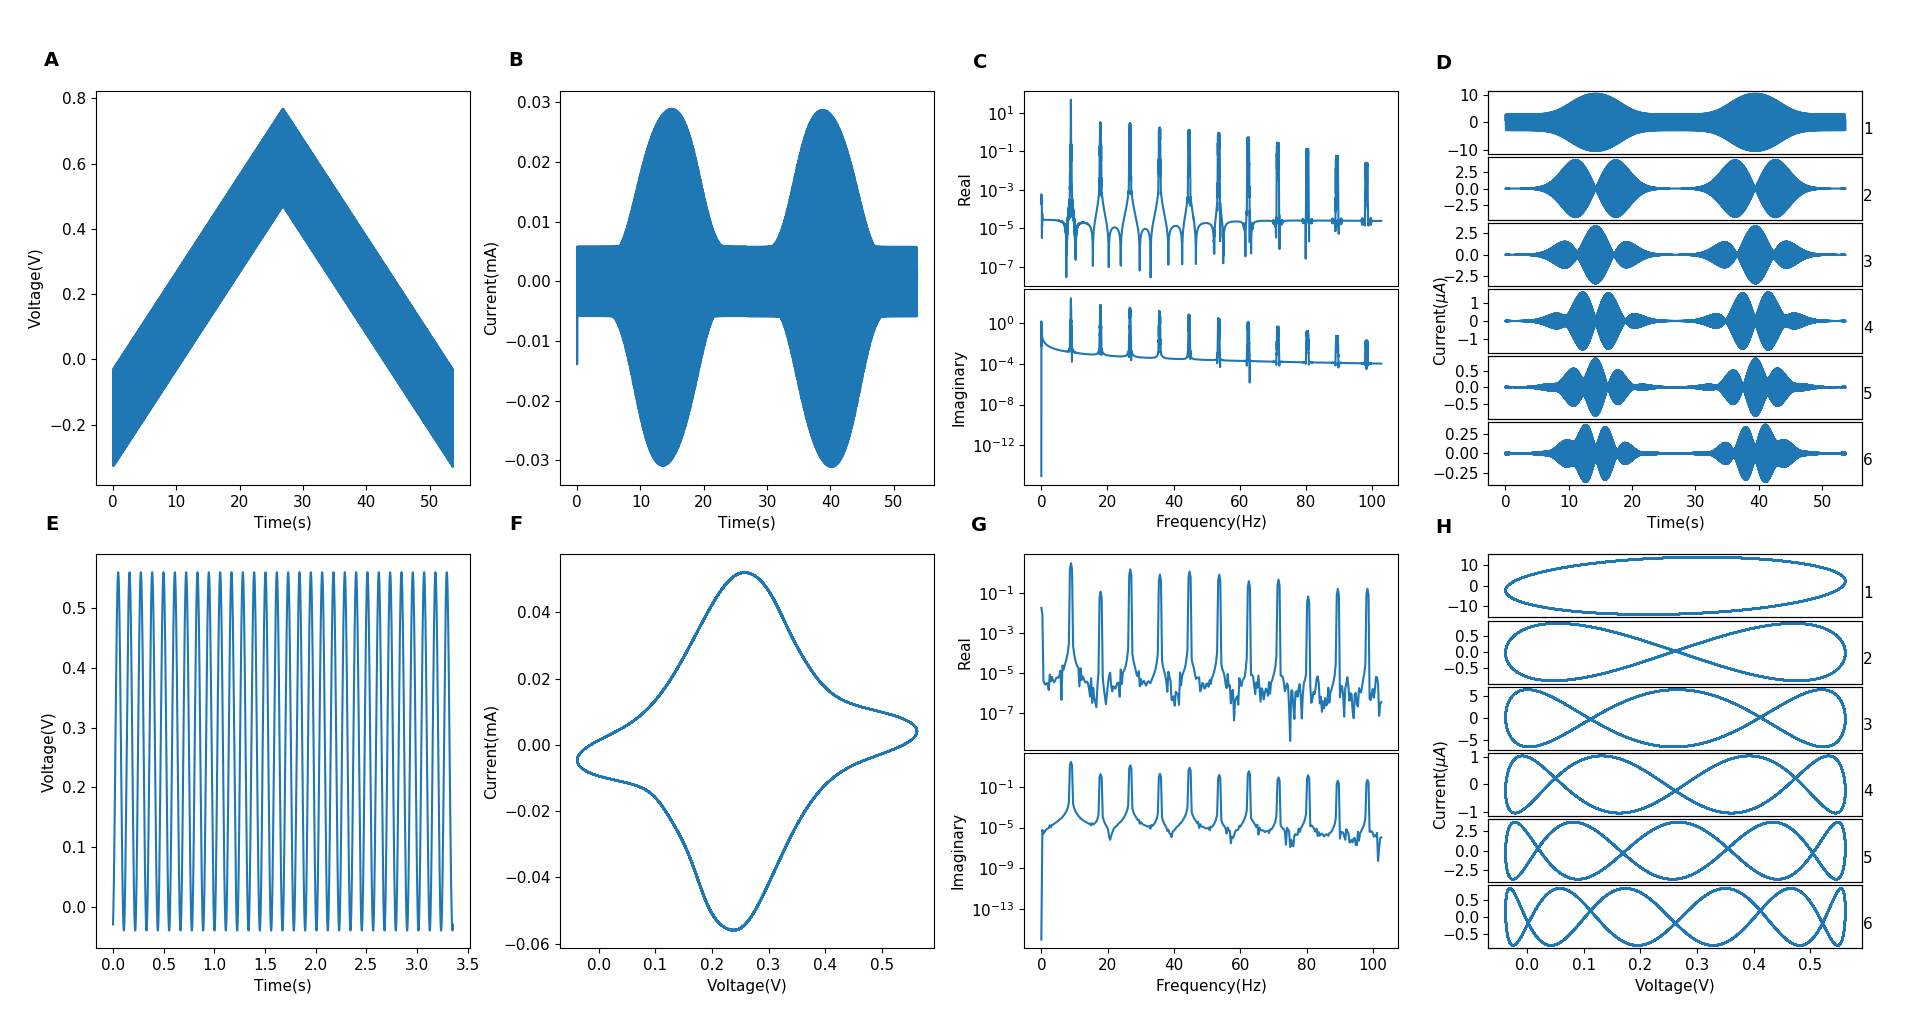 A
B
C
D
0.8
0.6
0.4
0.2
0.0
−0.2
Voltage(V)
0 10 20 30 40 50
Time(s)
0.03
0.02
0.01
0.00
−0.01
−0.02
−0.03
Current(mA)
0 10 20 30 40 50
Time(s)
10^1
10^−1
10^−3
10^−5
10^−7
Real
10^0
10^−4
10^−8
10^−12
Imaginary
0 20 40 60 80 100
Frequency(Hz)
10
0
−10
1
2.5
0.0
−2.5
2
2.5
0.0
−2.5
3
1
0
−1
4
0.5
0.0
−0.5
5
0.25
0.00
−0.25
6
Current(μA)
0 10 20 30 40 50
Time(s)
E
F
G
H
0.5
0.4
0.3
0.2
0.1
0.0
Voltage(V)
0.0 0.5 1.0 1.5 2.0 2.5 3.0 3.5
Time(s)
0.04
0.02
0.00
−0.02
−0.04
−0.06
Current(mA)
0.0 0.1 0.2 0.3 0.4 0.5
Voltage(V)
10^−1
10^−3
10^−5
10^−7
Real
10^−1
10^−5
10^−9
10^−13
Imaginary
0 20 40 60 80 100
Frequency(Hz)
10
0
−10
1
0.5
0.0
−0.5
2
5
0
−5
3
1
0
−1
4
2.5
0.0
−2.5
5
0.5
0.0
−0.5
6
Current(μA)
0.0 0.1 0.2 0.3 0.4 0.5
Voltage(V)